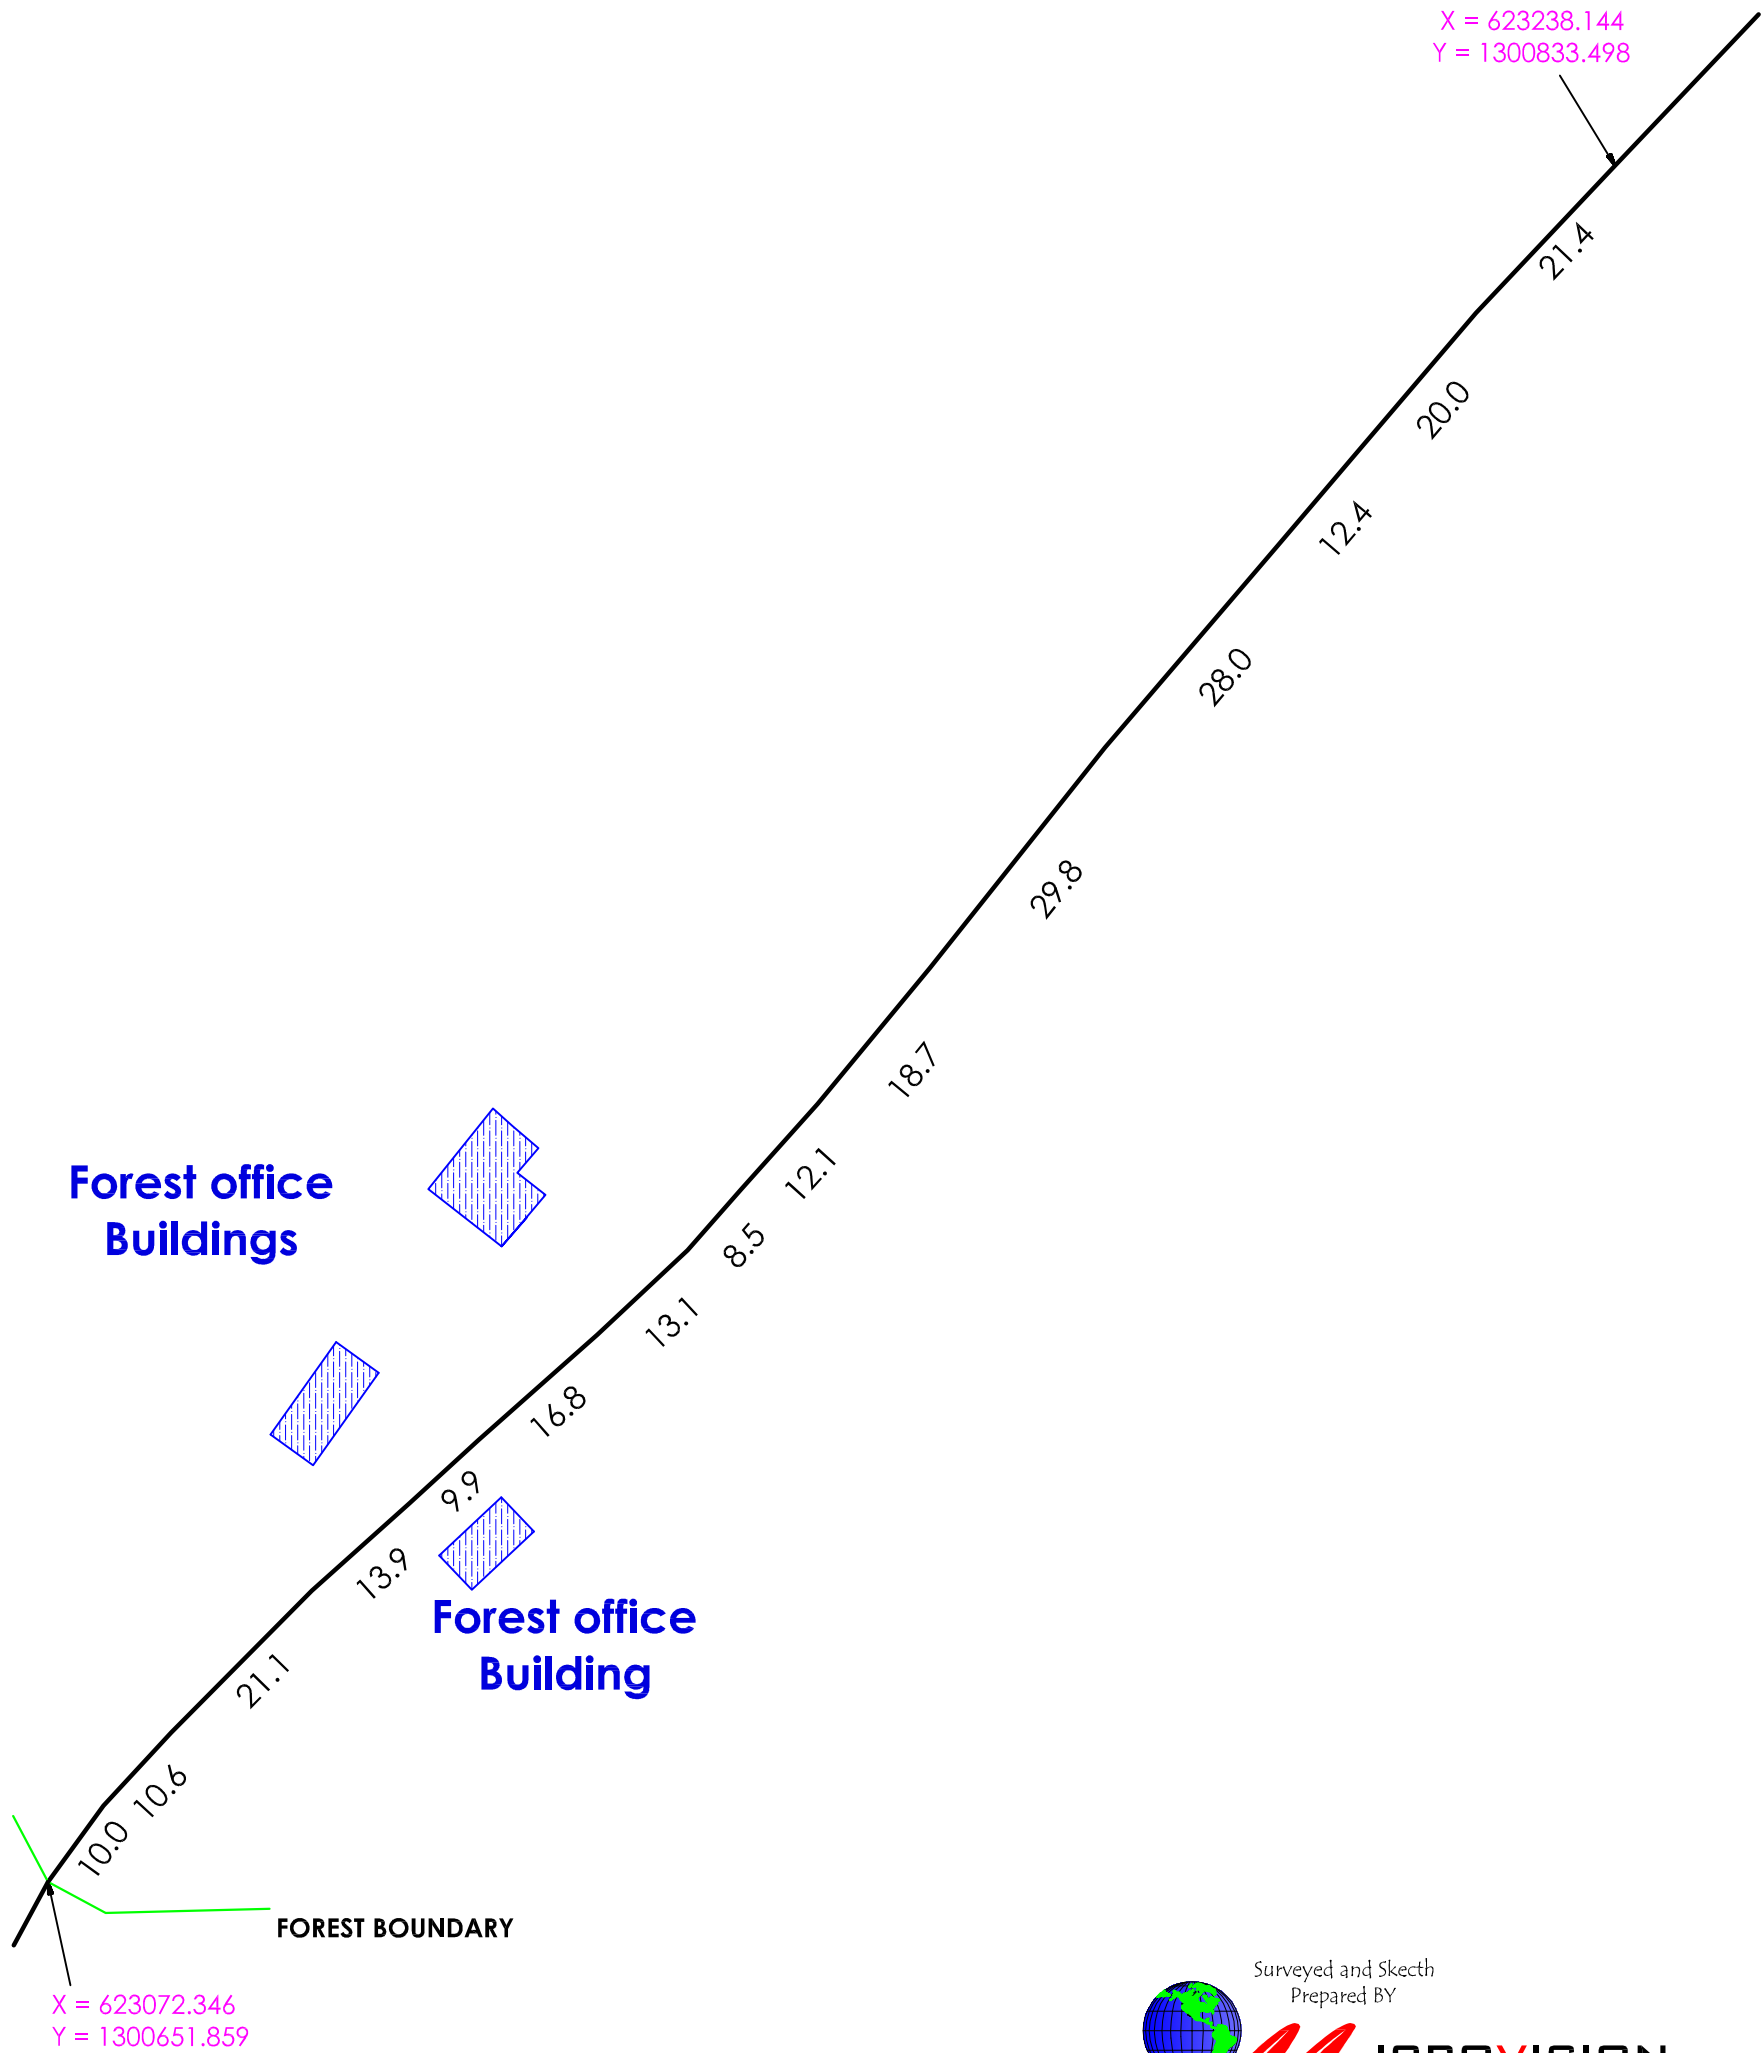 X = 623238.144
Y = 1300833.498
21.4
20.0
12.4
28.0
29.8
18.7
12.1
8.5
13.1
16.8
9.9
13.9
21.1
10.6
10.0
Forest office
Buildings
Forest office
Building
FOREST BOUNDARY
X = 623072.346
Y = 1300651.859
Surveyed and Skecth
Prepared BY